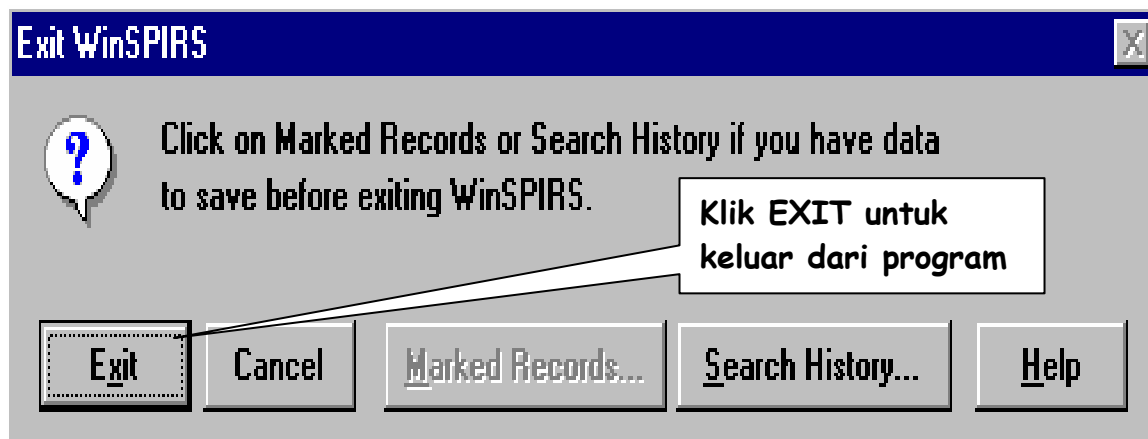 Exit WinSPIRS
Click on Marked Records or Search History if you have data
to save before exiting WinSPIRS.
Klik EXIT untuk
keluar dari program
Exit
Cancel
Marked Records...
Search History...
Help